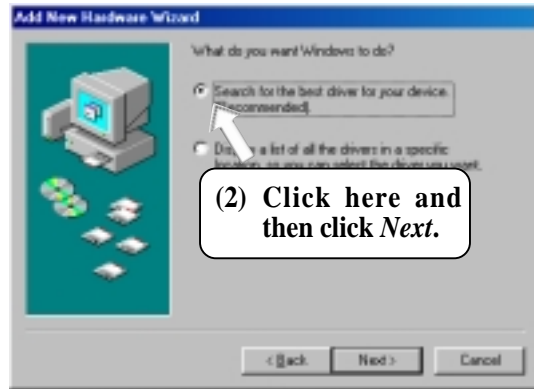 Add New Hardware Wizard
What do you want Windows to do?
Search for the best driver for your device.
(Recommended).
Display a list of all the drivers in a specific
location, so you can select the driver you want.
(2) Click here and
then click Next.
< Back
Next >
Cancel